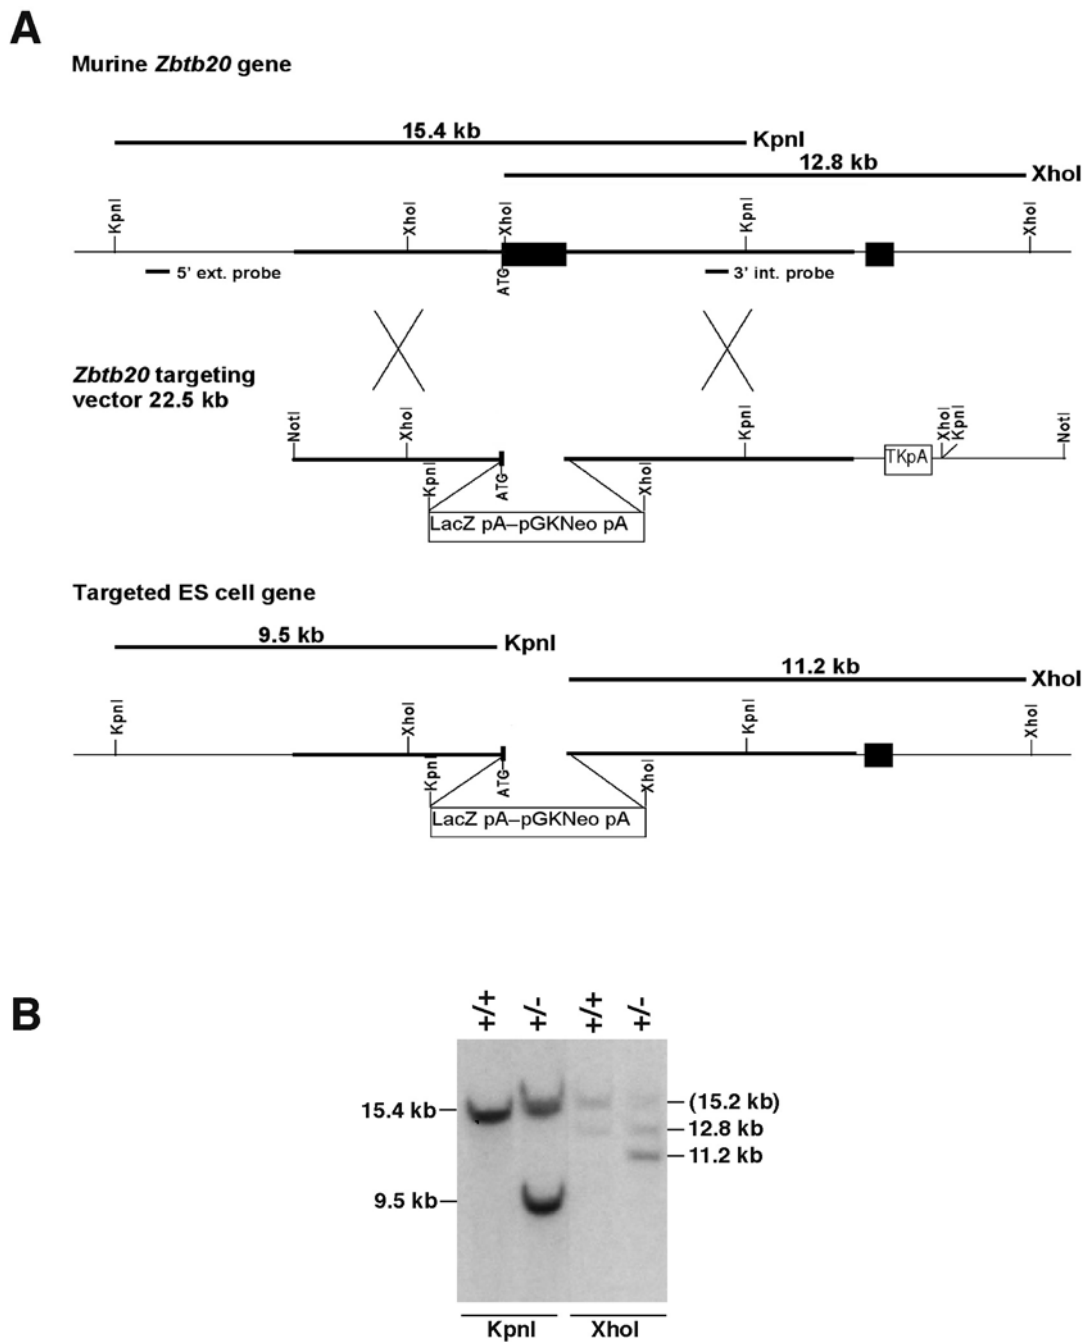 A
Murine Zbtb20 gene
15.4 kb
KpnI
12.8 kb
XhoI
KpnI
XhoI
XhoI
KpnI
XhoI
5' ext. probe
ATG
3' int. probe
Zbtb20 targeting
vector 22.5 kb
NotI
XhoI
KpnI
XhoI
KpnI
NotI
TKpA
KpnI
ATG
XhoI
LacZ pA–pGKNeo pA
Targeted ES cell gene
9.5 kb
KpnI
11.2 kb
XhoI
KpnI
XhoI
KpnI
XhoI
KpnI
ATG
XhoI
LacZ pA–pGKNeo pA
B
+/+
+/-
+/+
+/-
15.4 kb
(15.2 kb)
12.8 kb
11.2 kb
9.5 kb
KpnI
XhoI